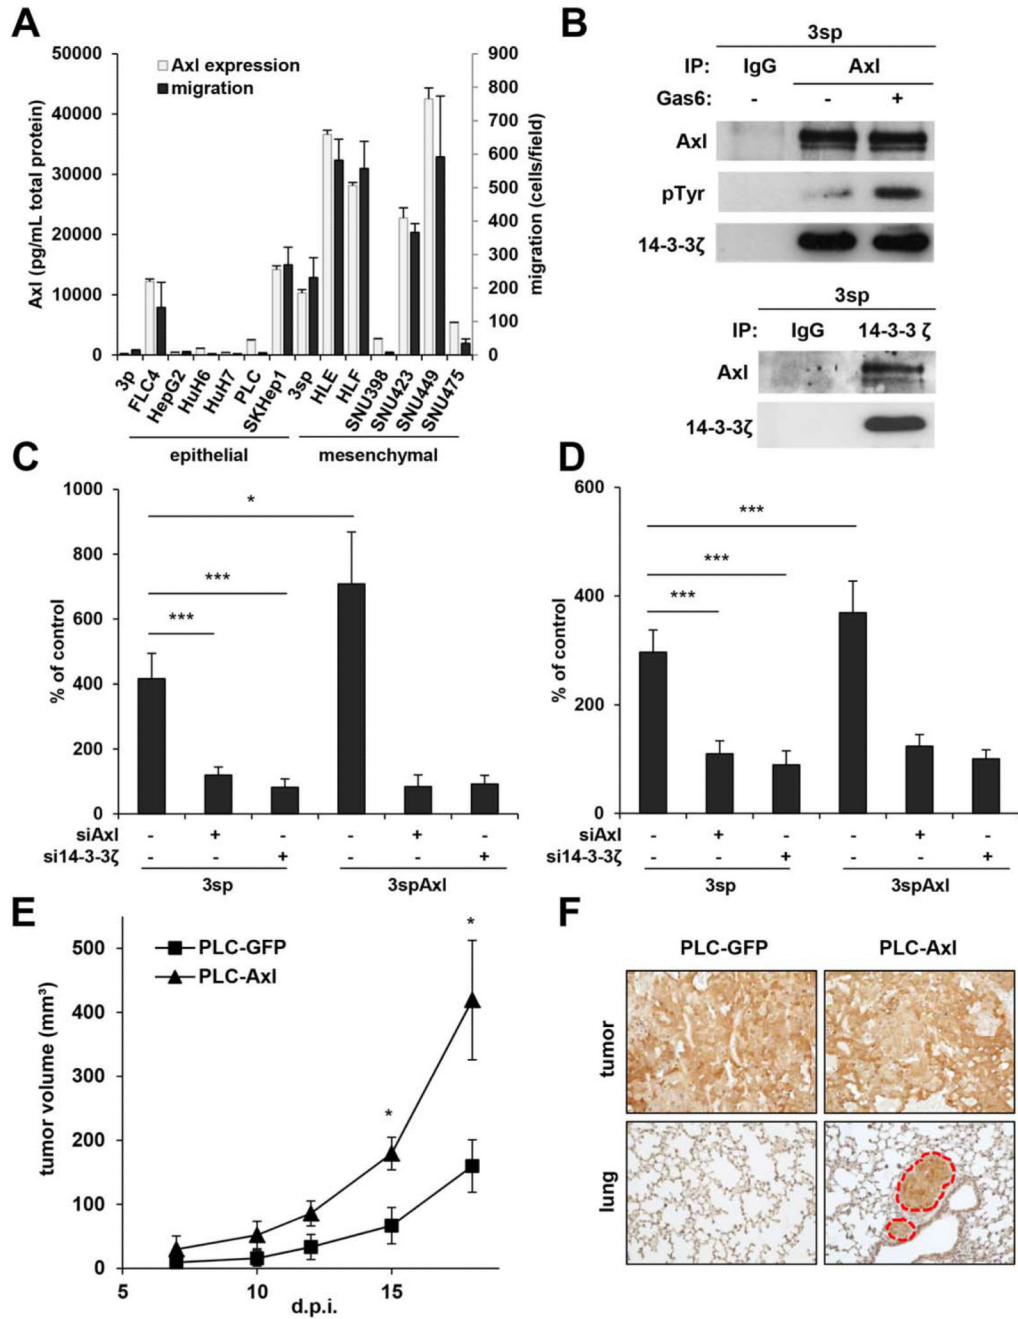 A
50000
40000
30000
20000
10000
0
Axl (pg/mL total protein)
Axl expression
migration
900
800
700
600
500
400
300
200
100
0
migration (cells/field)
3p
FLC4
HepG2
HuH6
HuH7
PLC
SKHep1
3sp
HLE
HLF
SNU398
SNU423
SNU449
SNU475
epithelial
mesenchymal
B
3sp
IP: IgG Axl
Gas6: - - +
Axl
pTyr
14-3-3ζ
3sp
IP: IgG 14-3-3 ζ
Axl
14-3-3ζ
C
1000
800
600
400
200
0
% of control
*
***
***
siAxl - + - - + -
si14-3-3ζ - - + - - +
3sp 3spAxl
D
600
400
200
0
% of control
***
***
***
siAxl - + - - + -
si14-3-3ζ - - + - - +
3sp 3spAxl
E
PLC-GFP
PLC-Axl
500
400
300
200
100
0
tumor volume (mm³)
*
*
5 10 15
d.p.i.
F
PLC-GFP PLC-Axl
tumor
lung